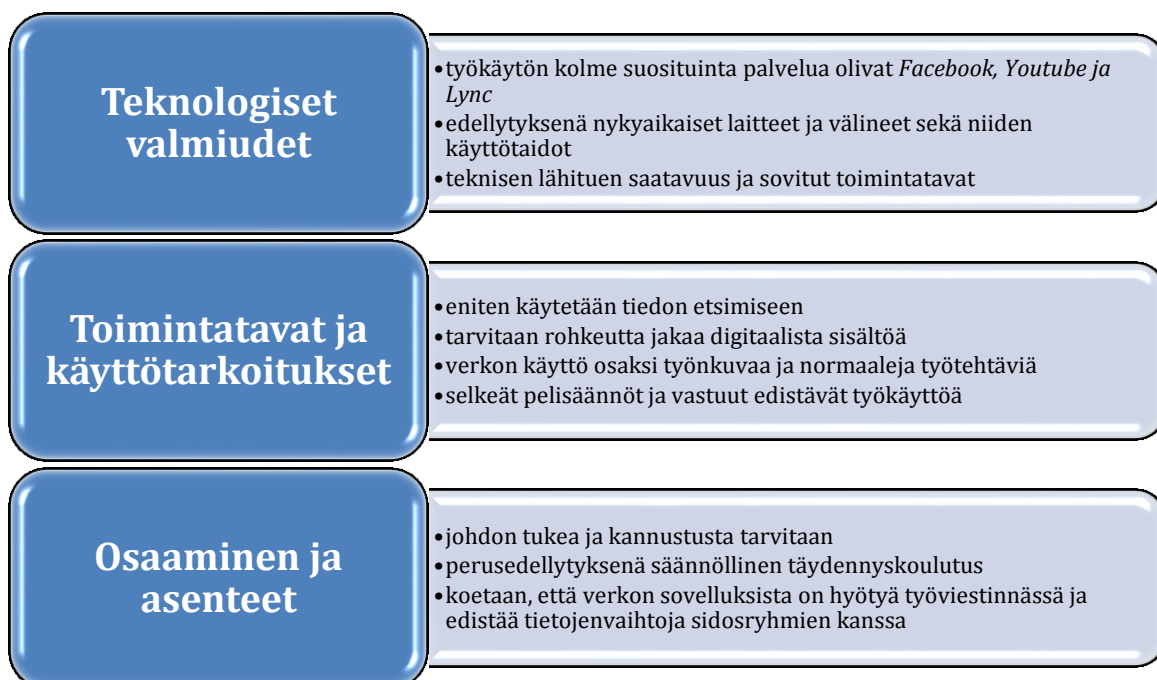 Teknologiset
valmiudet
•työkäytön kolme suosituinta palvelua olivat Facebook, Youtube ja
Lync
•edellytyksenä nykyaikaiset laitteet ja välineet sekä niiden
käyttötaidot
•teknisen lähituen saatavuus ja sovitut toimintatavat
Toimintatavat ja
käyttötarkoitukset
•eniten käytetään tiedon etsimiseen
•tarvitaan rohkeutta jakaa digitaalista sisältöä
•verkon käyttö osaksi työnkuvaa ja normaaleja työtehtäviä
•selkeät pelisäännöt ja vastuut edistävät työkäyttöä
Osaaminen ja
asenteet
•johdon tukea ja kannustusta tarvitaan
•perusedellytyksenä säännöllinen täydennyskoulutus
•koetaan, että verkon sovelluksista on hyötyä työviestinnässä ja
edistää tietojenvaihtoja sidosryhmien kanssa